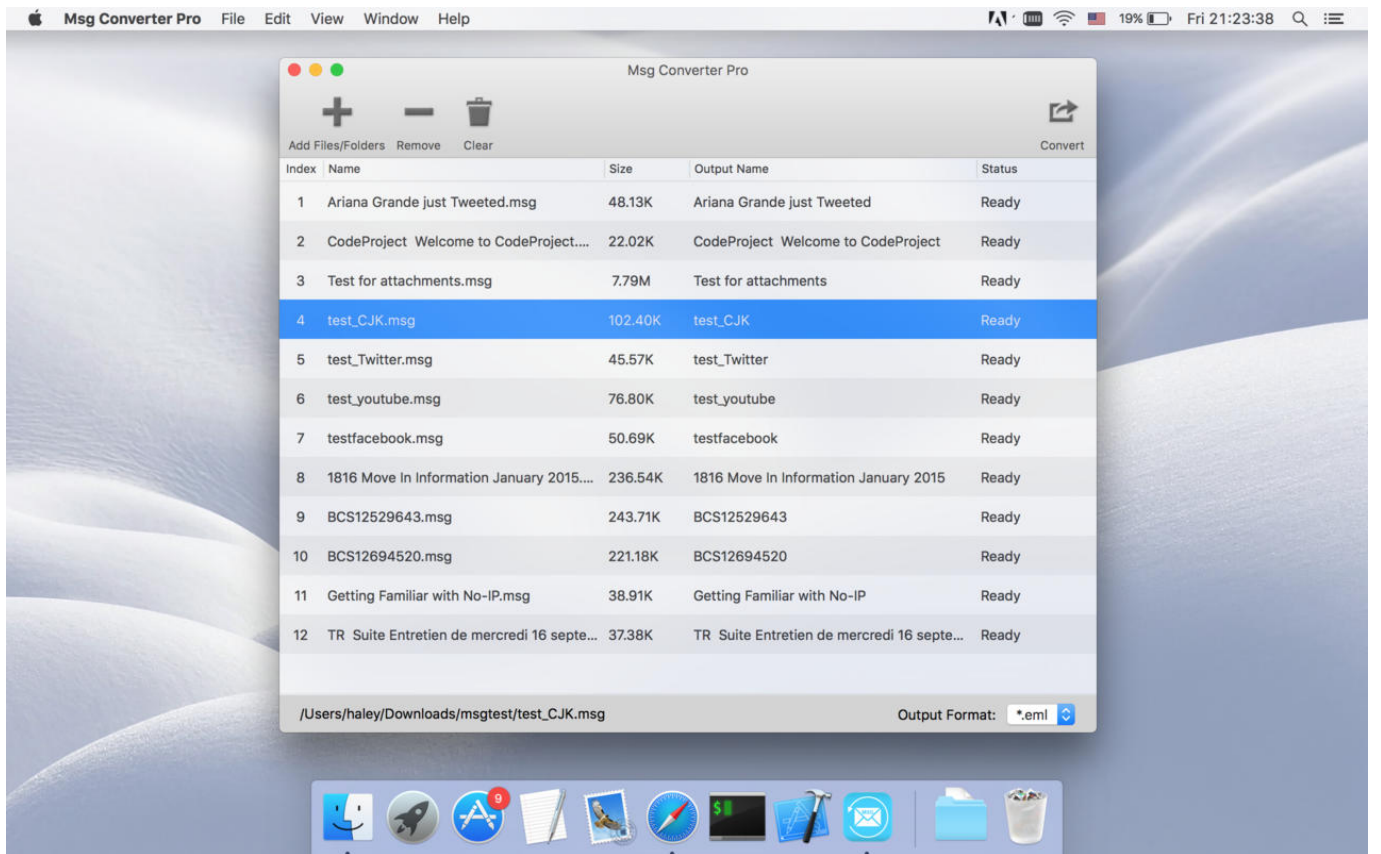 Msg Converter Pro File Edit View Window Help 19% Fri 21:23:38
Msg Converter Pro
Add Files/Folders Remove Clear Convert
Index Name Size Output Name Status
1 Ariana Grande just Tweeted.msg 48.13K Ariana Grande just Tweeted Ready
2 CodeProject Welcome to CodeProject.... 22.02K CodeProject Welcome to CodeProject Ready
3 Test for attachments.msg 7.79M Test for attachments Ready
4 test_CJK.msg 102.40K test_CJK Ready
5 test_Twitter.msg 45.57K test_Twitter Ready
6 test_youtube.msg 76.80K test_youtube Ready
7 testfacebook.msg 50.69K testfacebook Ready
8 1816 Move In Information January 2015.... 236.54K 1816 Move In Information January 2015 Ready
9 BCS12529643.msg 243.71K BCS12529643 Ready
10 BCS12694520.msg 221.18K BCS12694520 Ready
11 Getting Familiar with No-IP.msg 38.91K Getting Familiar with No-IP Ready
12 TR Suite Entretien de mercredi 16 septe... 37.38K TR Suite Entretien de mercredi 16 septe... Ready
/Users/haley/Downloads/msgtest/test_CJK.msg Output Format: *.eml
9
$